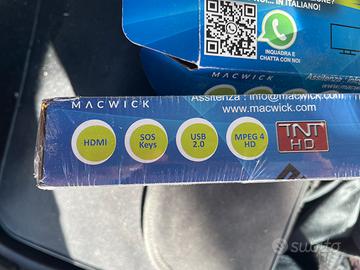 ... IN ITALIANO!
INQUADRA E
CHATTA CON NOI
MACWICK
Assistenza
MACWICK
Assitenza : info@macwick.com
www.macwick.com
HDMI
SOS
Keys
USB
2.0
MPEG 4
HD
TNT
HD
subito